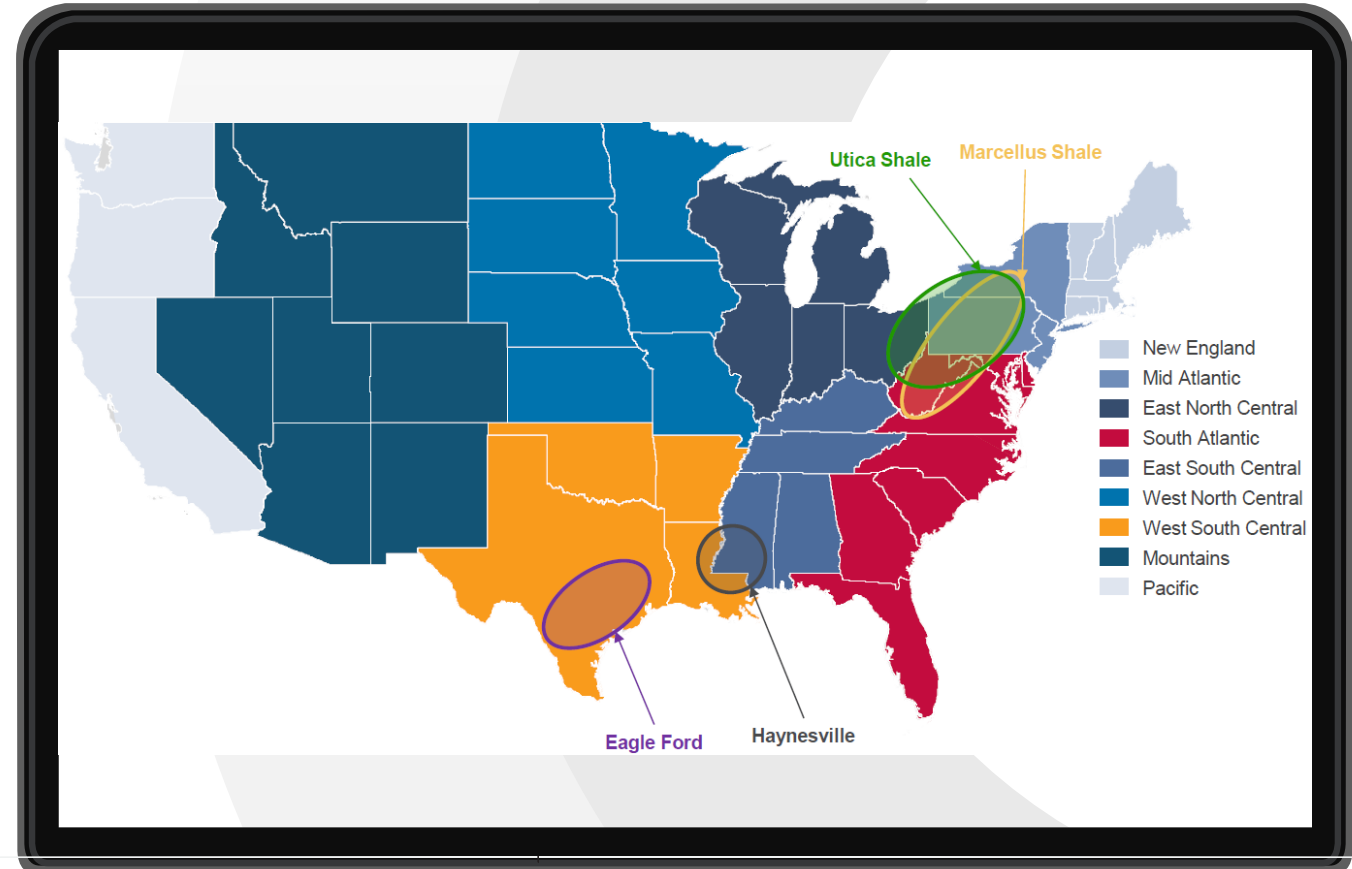 Utica Shale
Marcellus Shale
New England
Mid Atlantic
East North Central
South Atlantic
East South Central
West North Central
West South Central
Mountains
Pacific
Eagle Ford
Haynesville